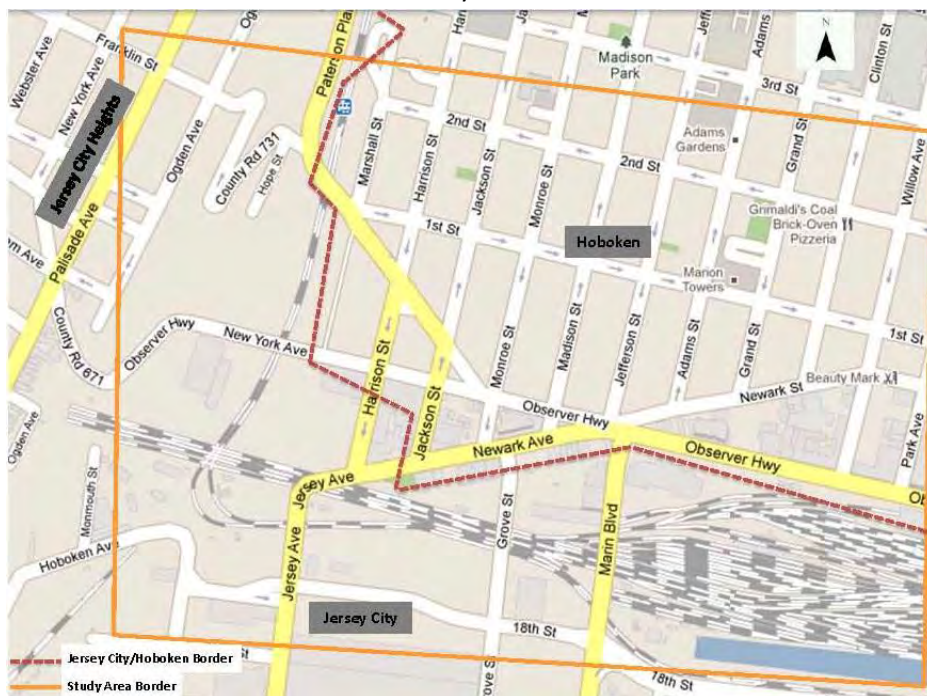 Franklin St
Webster Ave
New York Ave
Ogden Ave
Paterson Pla
Harri
Jeff
Adams
N
Clinton St
Madison
Park
3rd St
Jersey City Heights
County Rd 731
Hope St
Marshall St
Harrison St
Jackson St
Monroe St
2nd St
2nd St
Adams
Gardens
Grand St
Willow Ave
Palisade Ave
1st St
Hoboken
Grimaldi's Coal
Brick-Oven
Pizzeria
Marion
Towers
County Rd 671
Observer Hwy
New York Ave
Monroe St
Madison St
Jefferson St
Adams St
Grand St
1st St
Beauty Mark
Newark St
Harrison St
Jackson St
Observer Hwy
Park Ave
Ogden Ave
Newark Ave
Observer Hwy
Ob
Monmouth St
Jersey Ave
Grove St
Marin Blvd
Hoboken Ave
Jersey Ave
Jersey City
18th St
Grove S
18th St
St
Jersey City/Hoboken Border
Study Area Border